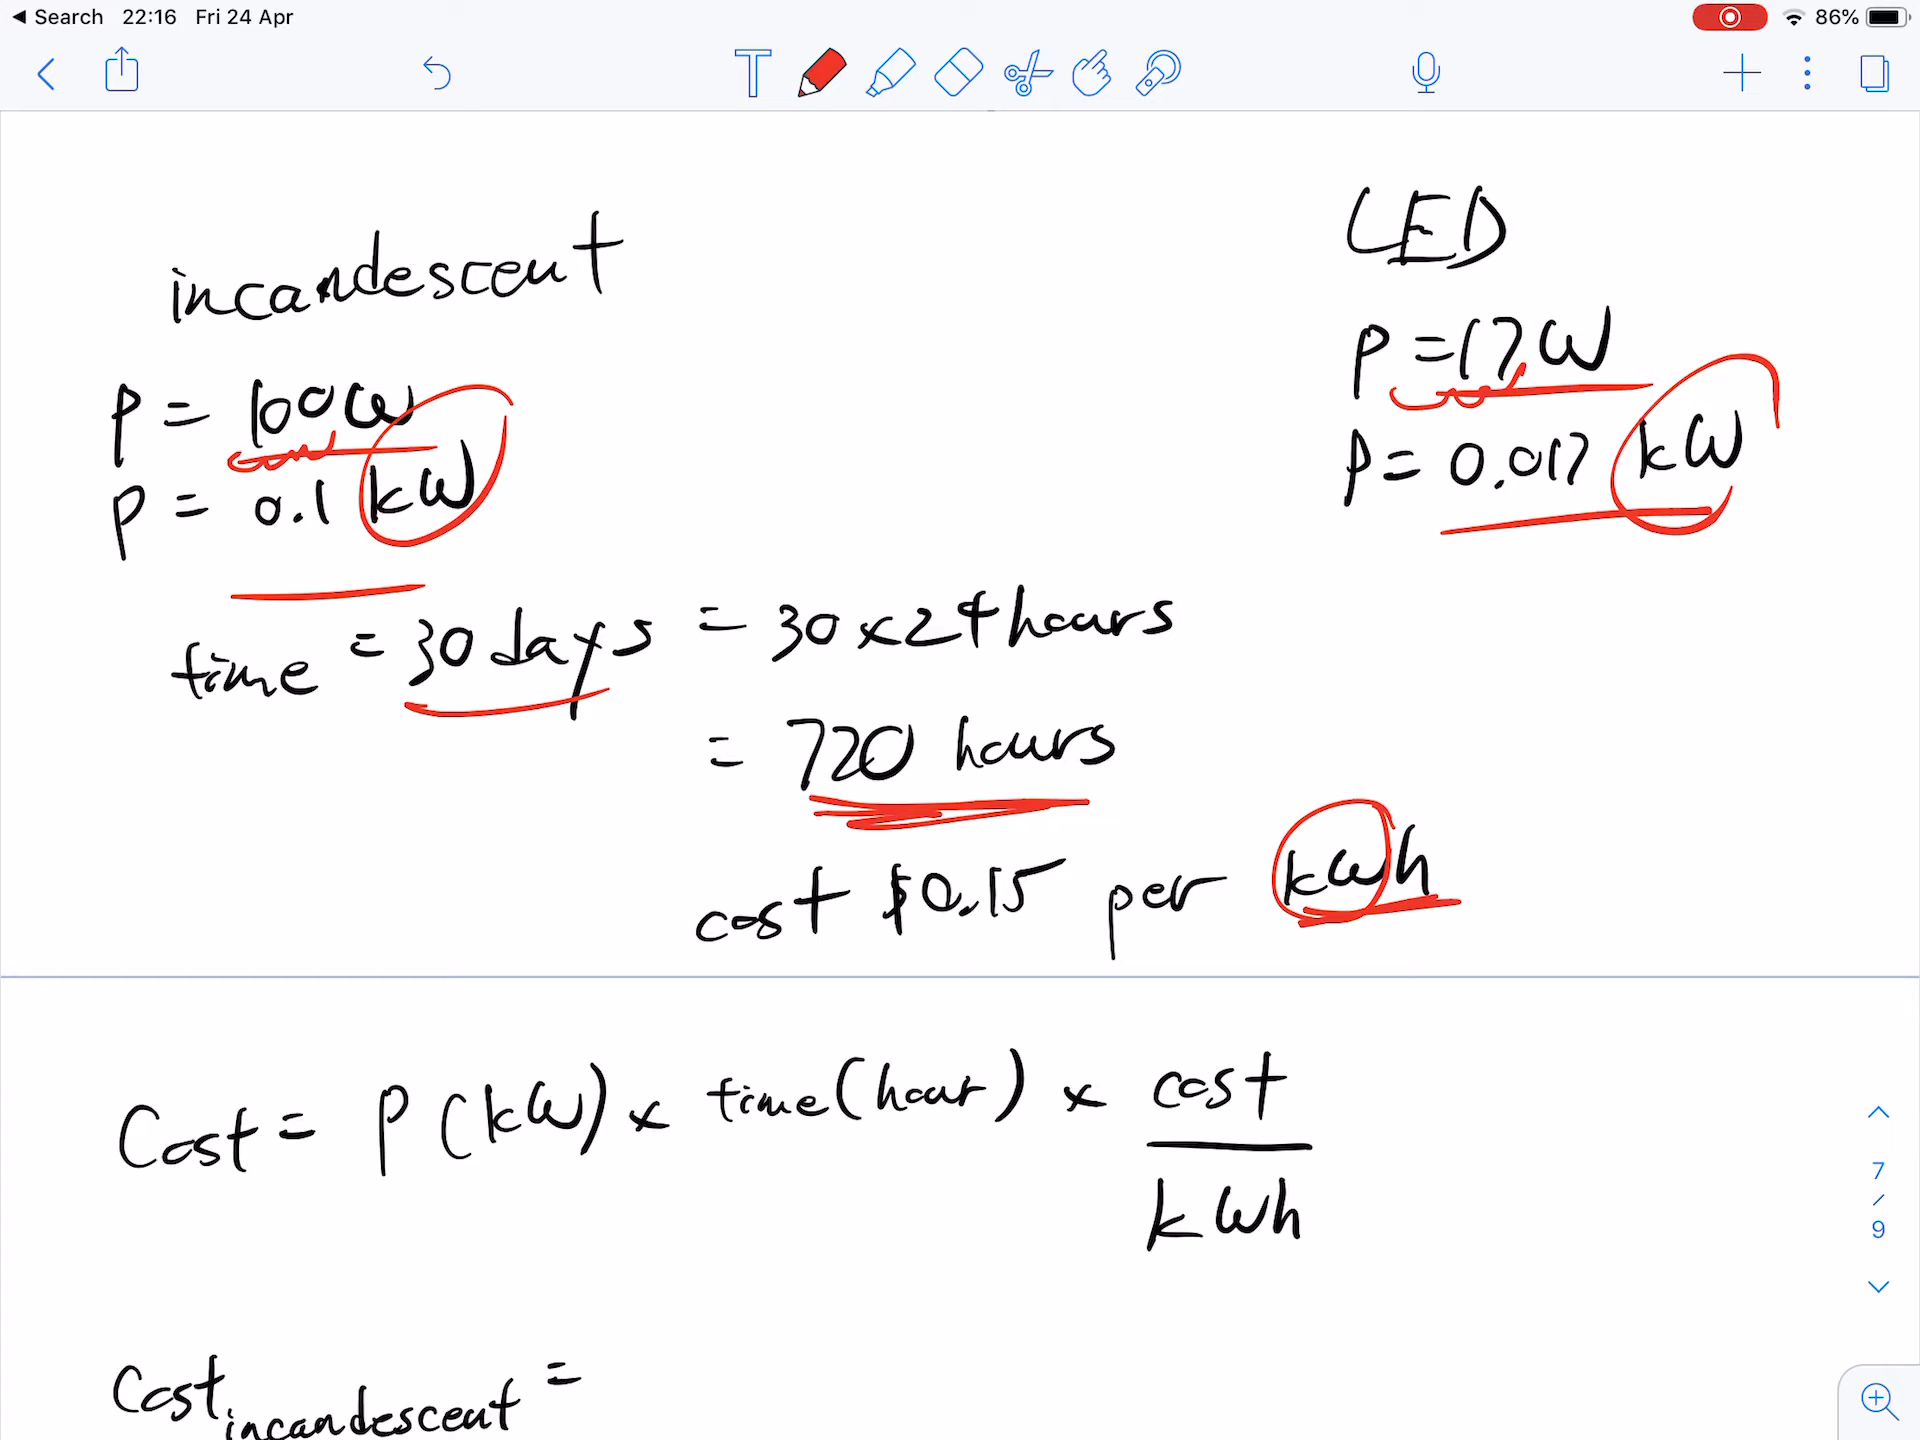 Search 22:16 Fri 24 Apr 86%
T
incandescent
LED
P = 100W
P = 17W
P = 0.1 kW
P = 0.017 kW
time = 30 days = 30 x 24 hours
= 720 hours
cost $0.15 per kWh
Cost = P (kW) x time (hour) x cost
kWh
7
/
9
Cost incandescent =